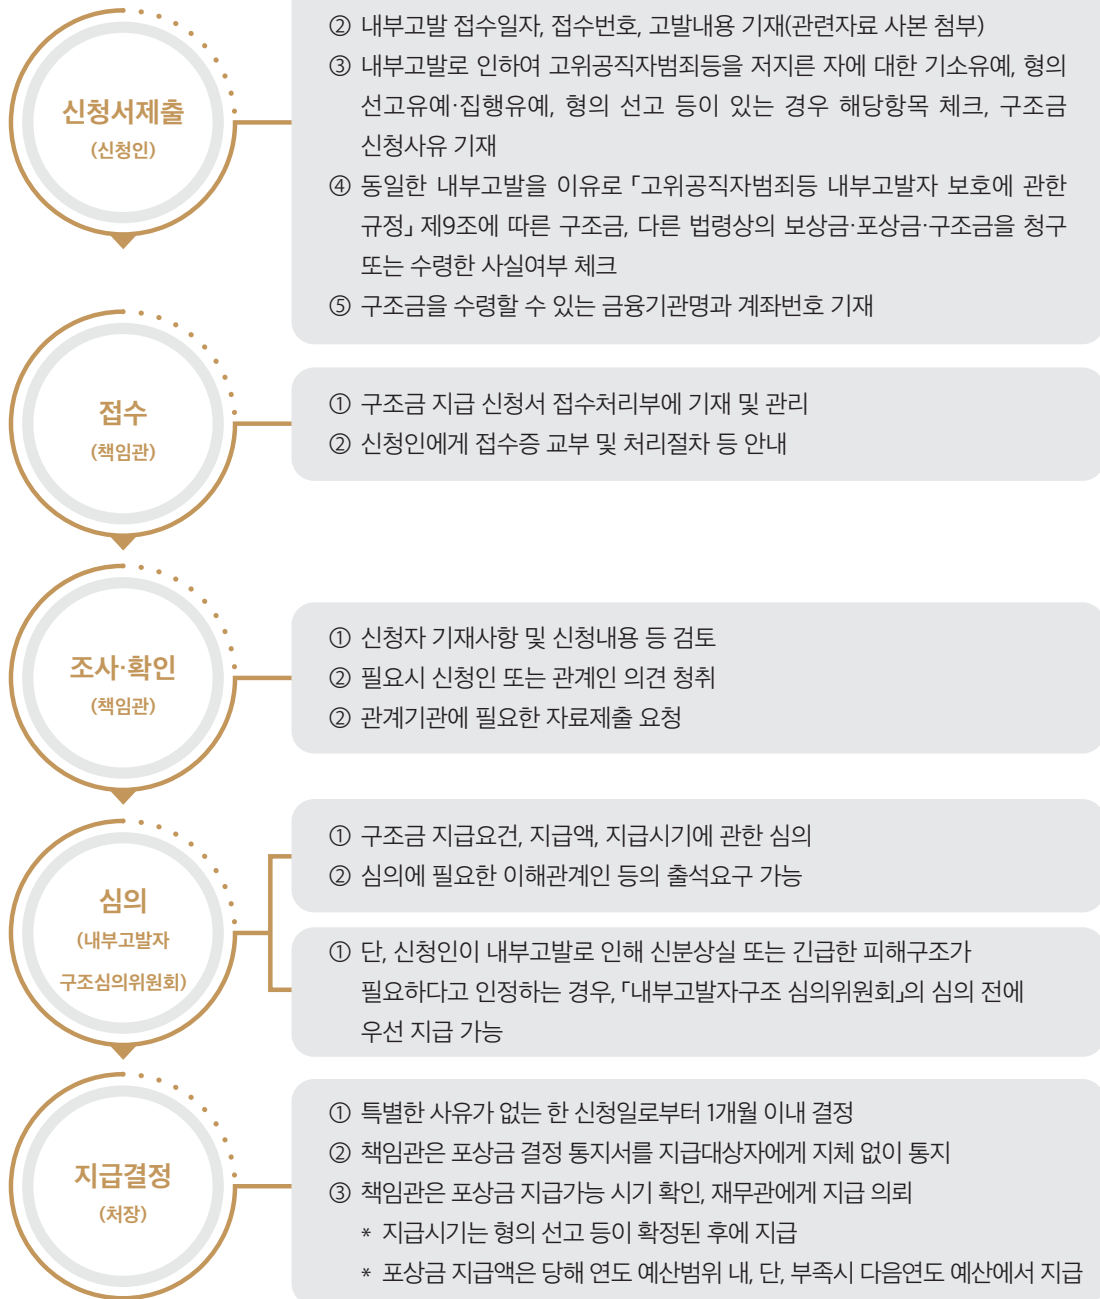 신청서제출
(신청인)
② 내부고발 접수일자, 접수번호, 고발내용 기재(관련자료 사본 첨부)
③ 내부고발로 인하여 고위공직자범죄등을 저지른 자에 대한 기소유예, 형의
선고유예·집행유예, 형의 선고 등이 있는 경우 해당항목 체크, 구조금
신청사유 기재
④ 동일한 내부고발을 이유로 「고위공직자범죄등 내부고발자 보호에 관한
규정」 제9조에 따른 구조금, 다른 법령상의 보상금·포상금·구조금을 청구
또는 수령한 사실여부 체크
⑤ 구조금을 수령할 수 있는 금융기관명과 계좌번호 기재
접수
(책임관)
① 구조금 지급 신청서 접수처리부에 기재 및 관리
② 신청인에게 접수증 교부 및 처리절차 등 안내
조사·확인
(책임관)
① 신청자 기재사항 및 신청내용 등 검토
② 필요시 신청인 또는 관계인 의견 청취
② 관계기관에 필요한 자료제출 요청
심의
(내부고발자
구조심의위원회)
① 구조금 지급요건, 지급액, 지급시기에 관한 심의
② 심의에 필요한 이해관계인 등의 출석요구 가능
① 단, 신청인이 내부고발로 인해 신분상실 또는 긴급한 피해구조가
필요하다고 인정하는 경우, 「내부고발자구조 심의위원회」의 심의 전에
우선 지급 가능
지급결정
(처장)
① 특별한 사유가 없는 한 신청일로부터 1개월 이내 결정
② 책임관은 포상금 결정 통지서를 지급대상자에게 지체 없이 통지
③ 책임관은 포상금 지급가능 시기 확인, 재무관에게 지급 의뢰
* 지급시기는 형의 선고 등이 확정된 후에 지급
* 포상금 지급액은 당해 연도 예산범위 내, 단, 부족시 다음연도 예산에서 지급